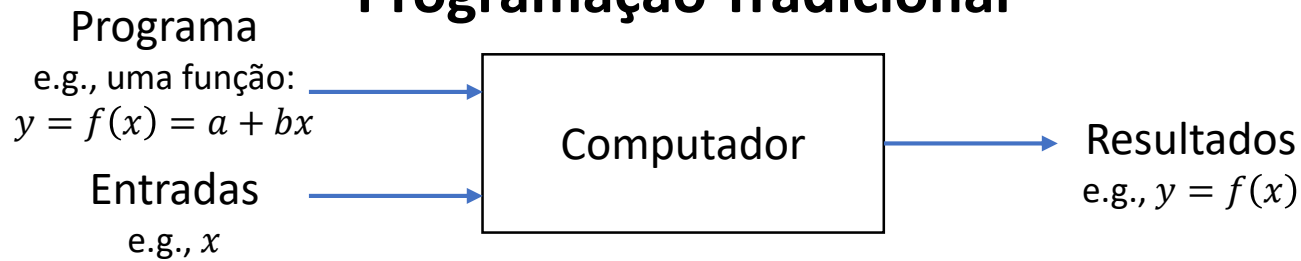 Programação Tradicional
Programa
e.g., uma função:
y = f(x) = a + bx
Entradas
e.g., x
Computador
Resultados
e.g., y = f(x)